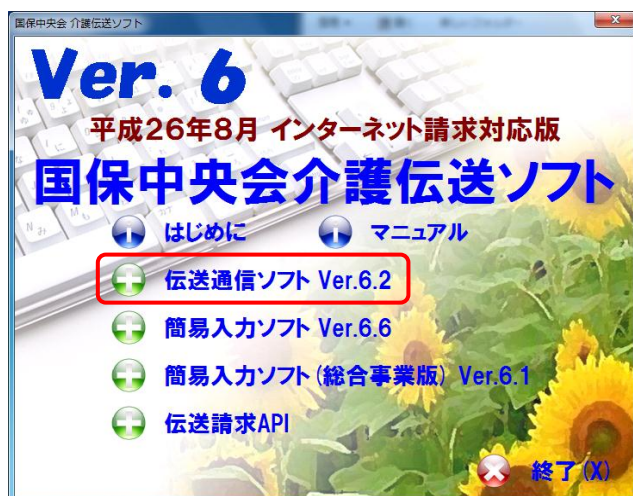 国保中央会 介護伝送ソフト
Ver. 6
平成26年8月 インターネット請求対応版
国保中央会介護伝送ソフト
はじめに マニュアル
伝送通信ソフト Ver.6.2
簡易入力ソフト Ver.6.6
簡易入力ソフト(総合事業版) Ver.6.1
伝送請求API
終了(X)